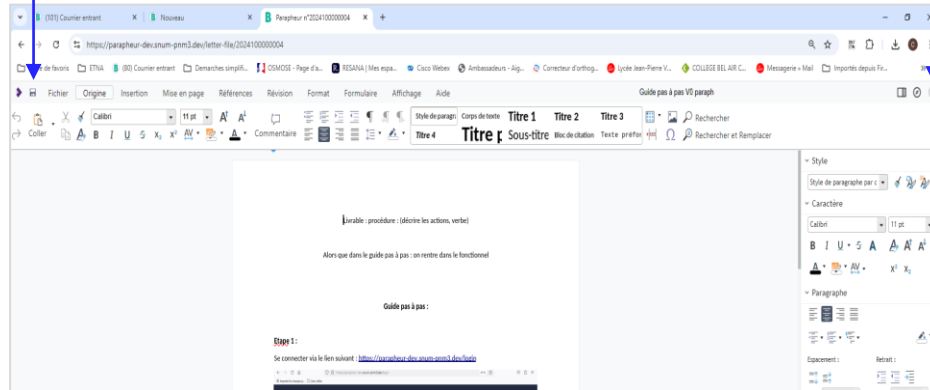 (101) Courrier entrant
Nouveau
Parapheur n°2024100000004
https://parapheur-dev.snum-pnm3.dev/letter-file/2024100000004
de favoris
ETNA
(80) Courrier entrant
Demarches simplifi...
OSMOSE - Page d'a...
RESANA | Mes espa...
Cisco Webex
Ambassadeurs - Aig...
Correcteur d'orthog...
Lycée Jean-Pierre V...
COLLEGE BEL AIR C...
Messagerie « Mail
Importés depuis Fir...
Fichier Origine Insertion Mise en page Références Révision Format Formulaire Affichage Aide
Guide pas à pas V0 paraph
Coller
Calibri
11 pt
Commentaire
Style de paragr:
Corps de texte
Titre 1
Titre 2
Titre 3
Titre 4
Titre p
Sous-titre
Bloc de citation
Texte préfor
Rechercher
Rechercher et Remplacer
Livrable : procédure : (décrire les actions, verbe)
Alors que dans le guide pas à pas : on rentre dans le fonctionnel
Guide pas à pas :
Etape 1 :
Se connecter via le lien suivant : https://parapheur-dev.snum-pnm3.dev/login
Style
Style de paragraphe par c
Caractère
Calibri
11 pt
Paragraphe
Espacement :
Retrait :